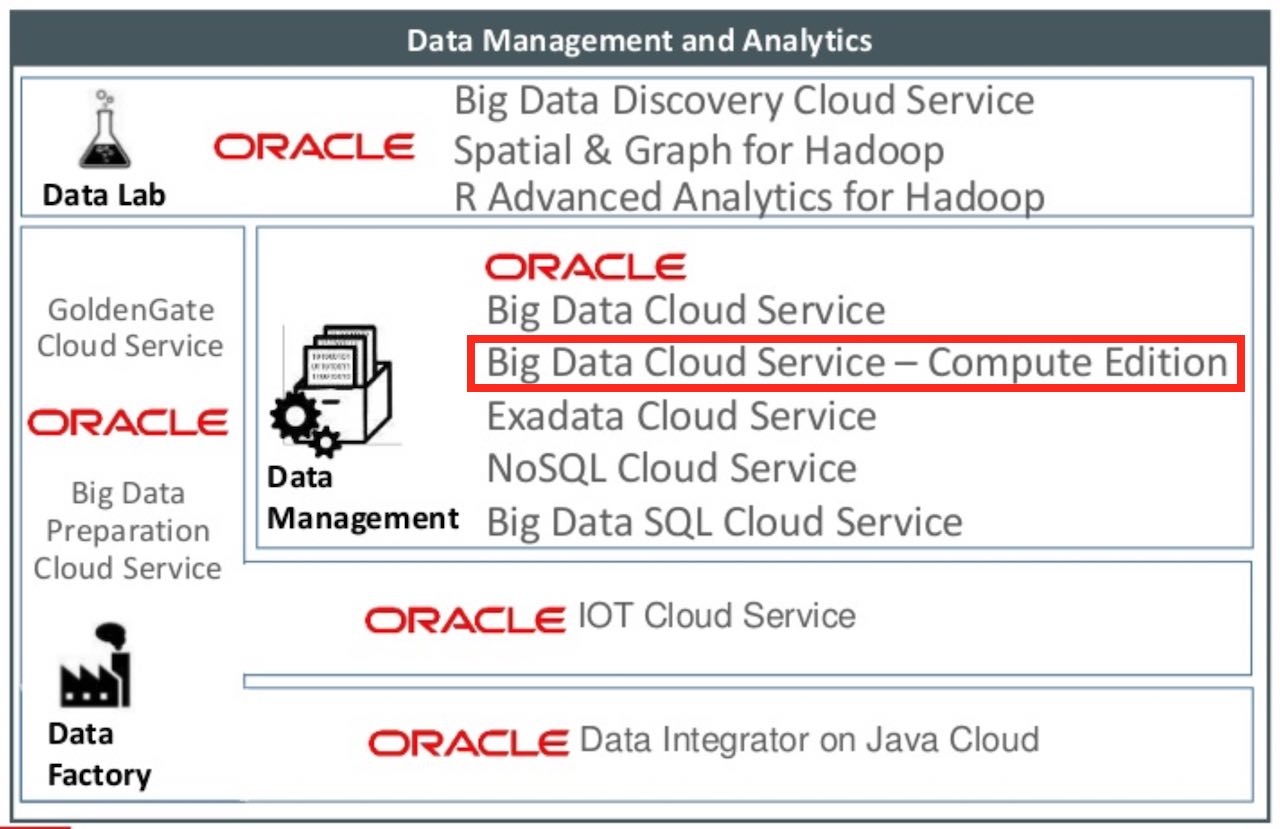 Data Management and Analytics
ORACLE
Big Data Discovery Cloud Service
Spatial & Graph for Hadoop
R Advanced Analytics for Hadoop
Data Lab
GoldenGate
Cloud Service
ORACLE
Big Data
Preparation
Cloud Service
Data
Factory
ORACLE
Big Data Cloud Service
Big Data Cloud Service – Compute Edition
Exadata Cloud Service
NoSQL Cloud Service
Big Data SQL Cloud Service
Data
Management
ORACLE IOT Cloud Service
ORACLE Data Integrator on Java Cloud